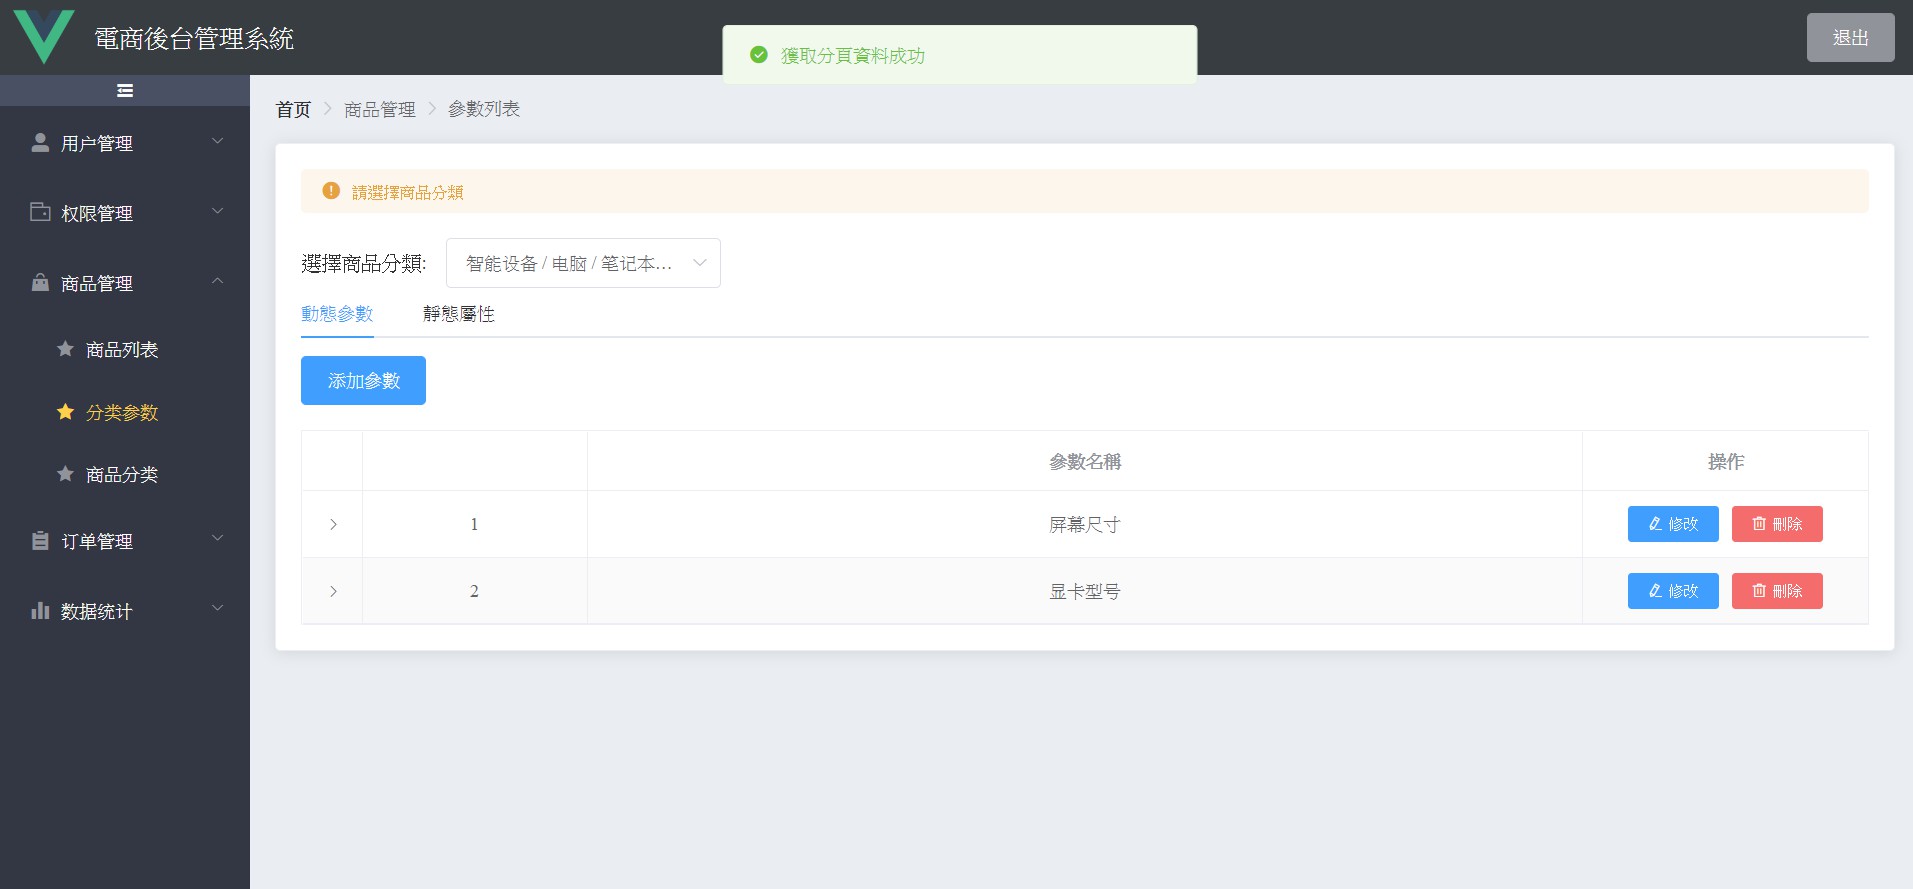 電商後台管理系統
獲取分頁資料成功
退出
用户管理
权限管理
商品管理
商品列表
分类参数
商品分类
订单管理
数据统计
首页 商品管理 參數列表
請選擇商品分類
選擇商品分類: 智能设备 / 电脑 / 笔记本...
動態參數 靜態屬性
添加參數
參數名稱 操作
1 屏幕尺寸 修改 刪除
2 显卡型号 修改 刪除